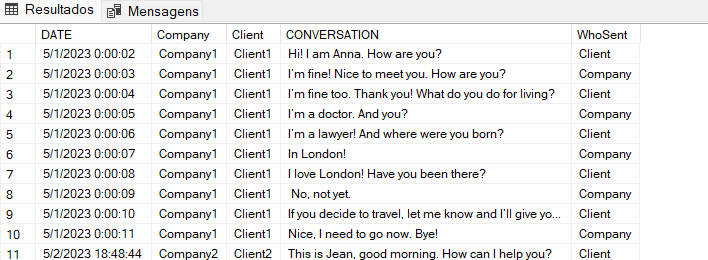 Resultados Mensagens
DATE Company Client CONVERSATION WhoSent
1 5/1/2023 0:00:02 Company1 Client1 Hi! I am Anna. How are you? Client
2 5/1/2023 0:00:03 Company1 Client1 I'm fine! Nice to meet you. How are you? Company
3 5/1/2023 0:00:04 Company1 Client1 I'm fine too. Thank you! What do you do for living? Client
4 5/1/2023 0:00:05 Company1 Client1 I'm a doctor. And you? Company
5 5/1/2023 0:00:06 Company1 Client1 I'm a lawyer! And where were you born? Client
6 5/1/2023 0:00:07 Company1 Client1 In London! Company
7 5/1/2023 0:00:08 Company1 Client1 I love London! Have you been there? Client
8 5/1/2023 0:00:09 Company1 Client1 No, not yet. Company
9 5/1/2023 0:00:10 Company1 Client1 If you decide to travel, let me know and I'll give yo... Client
10 5/1/2023 0:00:11 Company1 Client1 Nice, I need to go now. Bye! Company
11 5/2/2023 18:48:44 Company2 Client2 This is Jean, good morning. How can I help you? Client